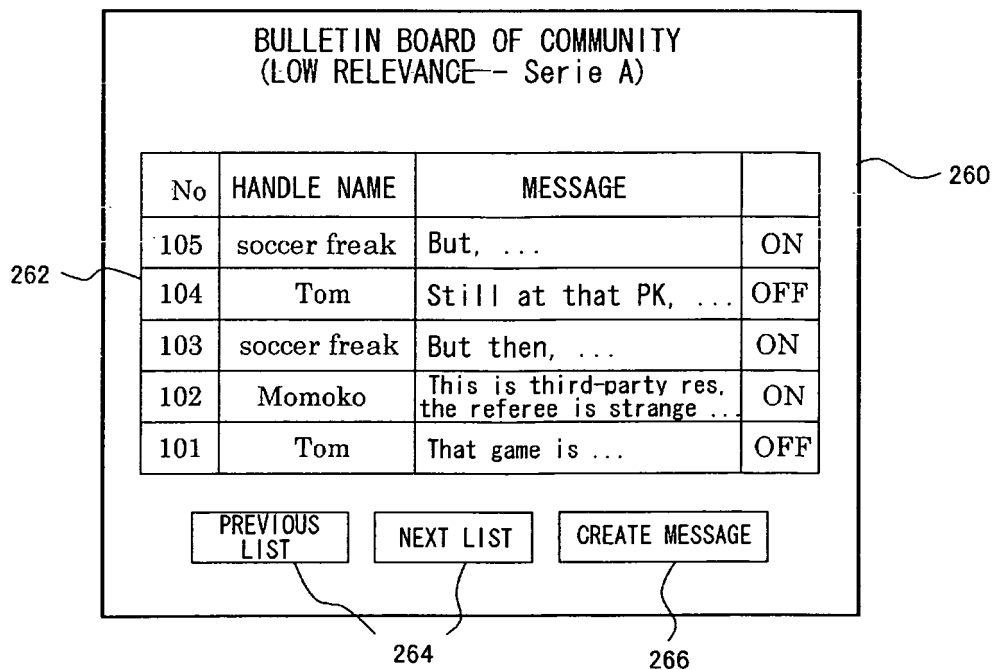 BULLETIN BOARD OF COMMUNITY
(LOW RELEVANCE-- Serie A)
No HANDLE NAME MESSAGE
105 soccer freak But, ... ON
104 Tom Still at that PK, ... OFF
103 soccer freak But then, ... ON
102 Momoko This is third-party res, the referee is strange ... ON
101 Tom That game is ... OFF
PREVIOUS LIST NEXT LIST CREATE MESSAGE
260
262
264
266